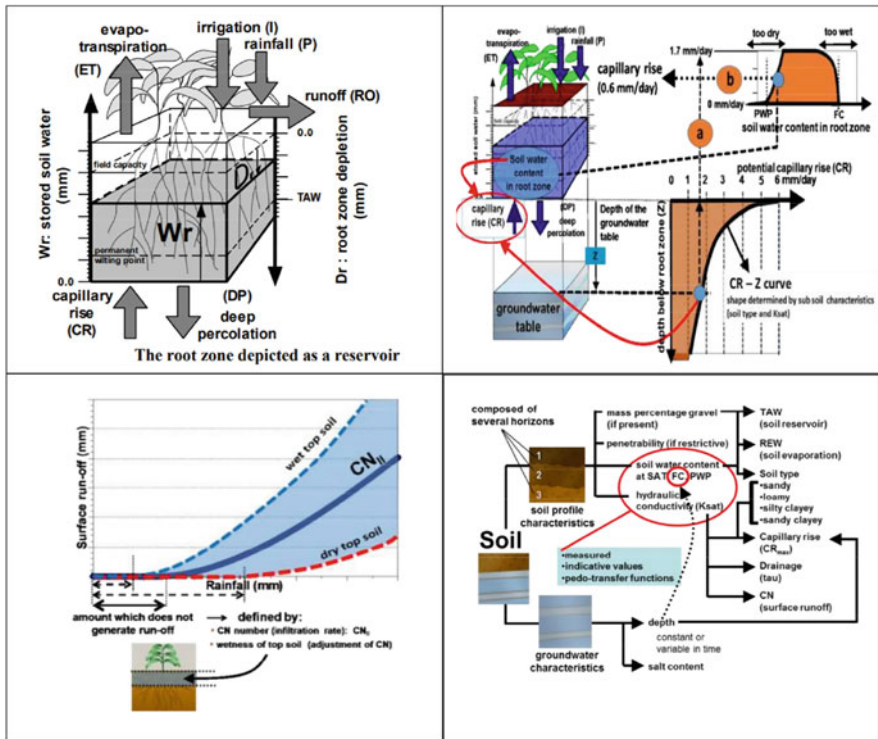 evapo-
transpiration
(ET)
irrigation (I)
rainfall (P)
runoff (RO)
0.0
field capacity
TAW
Dr
Wr
permanent
wilting point
0.0
Wr: stored soil water
(mm)
Dr : root zone depletion
(mm)
capillary
rise (CR)
(DP)
deep
percolation
The root zone depicted as a reservoir
evapo-
transpiration
(ET)
irrigation (I)
rainfall (P)
capillary rise
(0.6 mm/day)
too dry
too wet
1.7 mm/day
b
0 mm/day
PWP
FC
soil water content in root zone
a
Soil water
content
in root zone
capillary
rise (CR)
(DP)
deep
percolation
Depth of the
groundwater
table
z
groundwater
table
potential capillary rise (CR)
0 1 2 3 4 5 6 mm/day
depth below root zone (Z)
CR – Z curve
shape determined by sub soil characteristics
(soil type and Ksat)
Surface run-off (mm)
wet top soil
CNII
dry top soil
Rainfall (mm)
amount which does not
generate run-off
defined by:
• CN number (infiltration rate): CNII
• wetness of top soil (adjustment of CN)
composed of
several horizons
1
2
3
soil profile
characteristics
mass percentage gravel
(if present)
penetrability (if restrictive)
soil water content
at SAT, FC, PWP
hydraulic
conductivity (Ksat)
TAW
(soil reservoir)
REW
(soil evaporation)
Soil type
•sandy
•loamy
•silty clayey
•sandy clayey
Capillary rise
(CRmax)
Drainage
(tau)
CN
(surface runoff)
Soil
•measured
•indicative values
•pedo-transfer functions
groundwater
characteristics
depth
constant or
variable in time
salt content